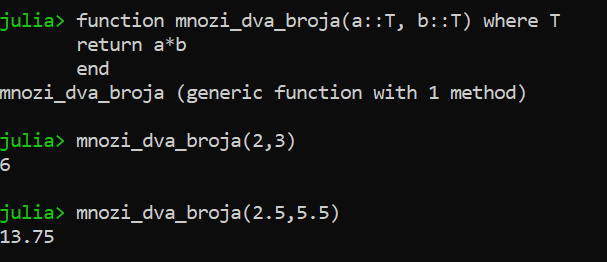 julia> function mnozi_dva_broja(a::T, b::T) where T
       return a*b
       end
mnozi_dva_broja (generic function with 1 method)
julia> mnozi_dva_broja(2,3)
6
julia> mnozi_dva_broja(2.5,5.5)
13.75